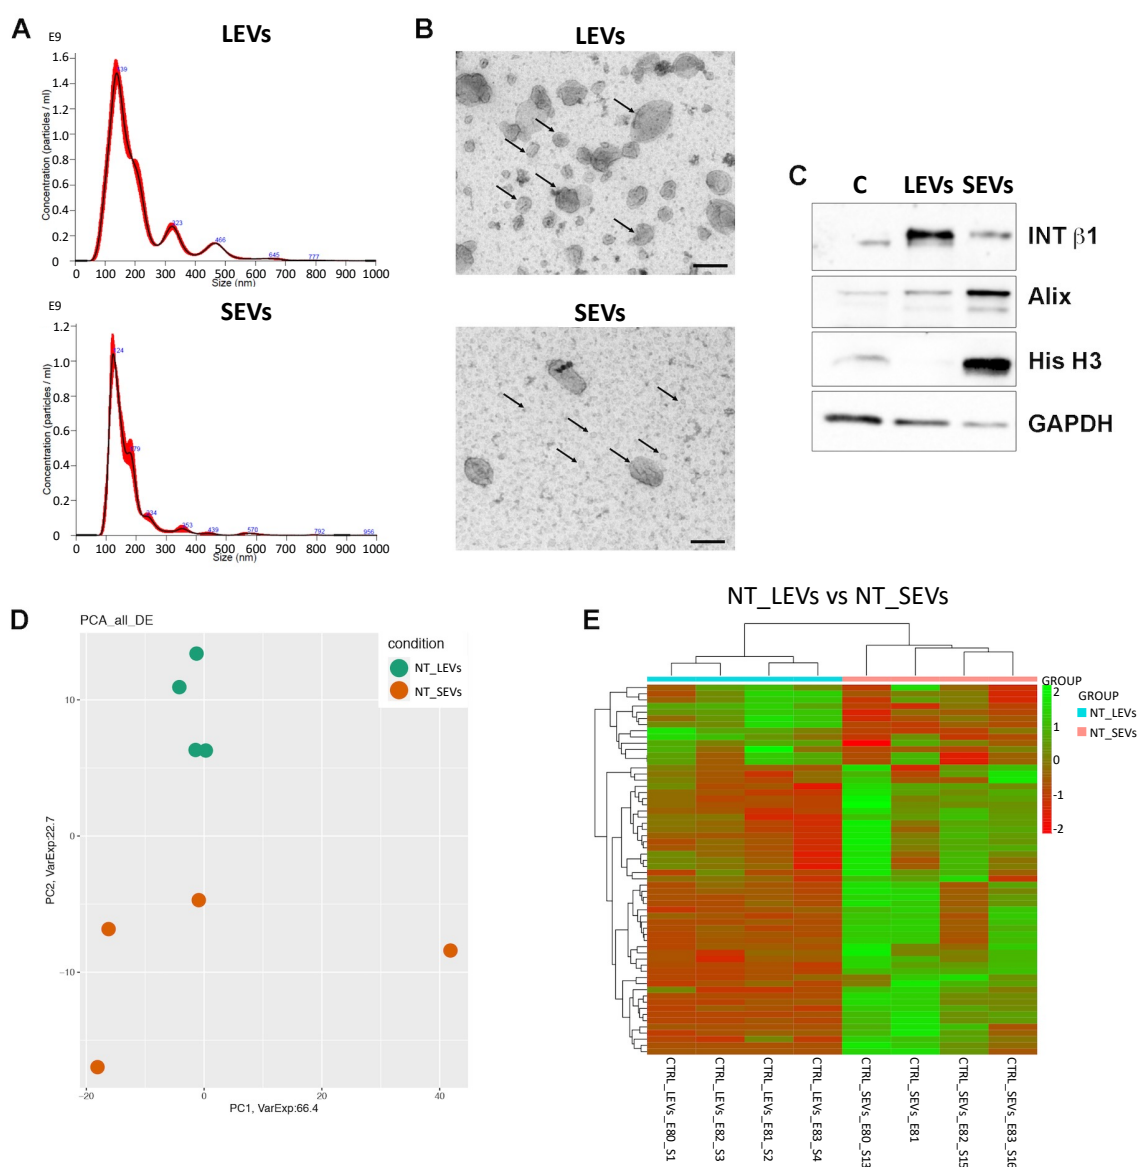 A
LEVs
E9
Concentration (particles / ml)
1.6
1.4
1.2
1.0
0.8
0.6
0.4
0.2
0
323
466
645
777
0 100 200 300 400 500 600 700 800 900 1000
Size (nm)
SEVs
E9
Concentration (particles / ml)
1.2
1.0
0.8
0.6
0.4
0.2
0
124
179
234
353
439
570
792
956
0 100 200 300 400 500 600 700 800 900 1000
Size (nm)
B
LEVs
SEVs
C
C LEVs SEVs
INT β1
Alix
His H3
GAPDH
D
PCA_all_DE
condition
NT_LEVs
NT_SEVs
PC2, VarExp:22.7
10
0
−10
−20 0 20 40
PC1, VarExp:66.4
E
NT_LEVs vs NT_SEVs
GROUP
2
1
0
-1
-2
GROUP
NT_LEVs
NT_SEVs
CTRL_LEVs_E80_S1
CTRL_LEVs_E82_S3
CTRL_LEVs_E81_S2
CTRL_LEVs_E83_S4
CTRL_SEVs_E80_S13
CTRL_SEVs_E81
CTRL_SEVs_E82_S15
CTRL_SEVs_E83_S16